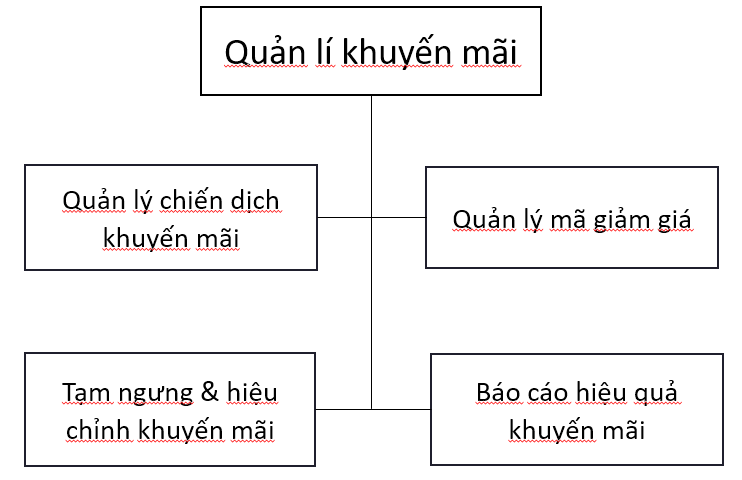 Quản lí khuyến mãi
Quản lý chiến dịch
khuyến mãi
Quản lý mã giảm giá
Tạm ngưng & hiệu
chỉnh khuyến mãi
Báo cáo hiệu quả
khuyến mãi